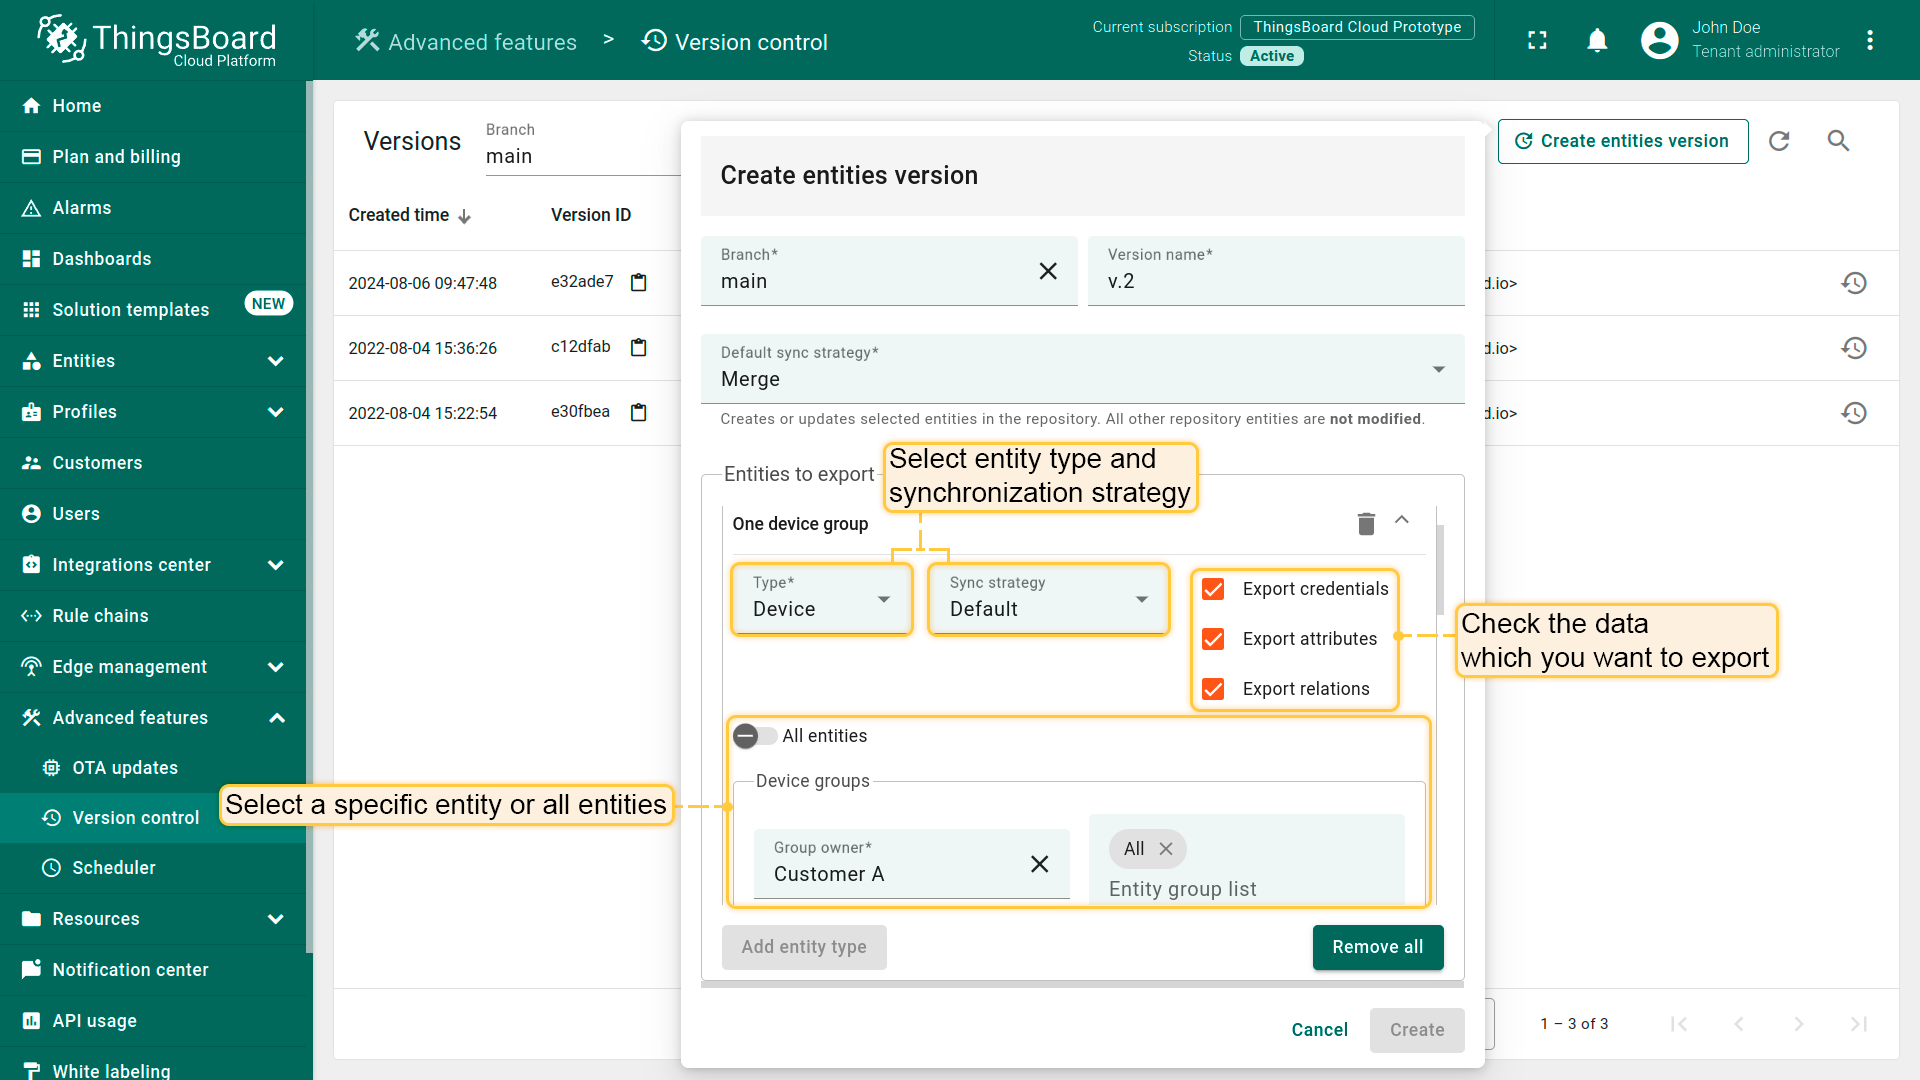 ThingsBoard
Cloud Platform
Advanced features > Version control
Current subscription ThingsBoard Cloud Prototype
Status Active
John Doe
Tenant administrator
Home
Plan and billing
Alarms
Dashboards
Solution templates NEW
Entities
Profiles
Customers
Users
Integrations center
Rule chains
Edge management
Advanced features
OTA updates
Version control
Scheduler
Resources
Notification center
API usage
White labeling
Versions
Branch
main
Create entities version
Created time Version ID
2024-08-06 09:47:48 e32ade7 d.io>
2022-08-04 15:36:26 c12dfab d.io>
2022-08-04 15:22:54 e30fbea d.io>
Create entities version
Branch*
main
Version name*
v.2
Default sync strategy*
Merge
Creates or updates selected entities in the repository. All other repository entities are not modified.
Entities to export
Select entity type and
synchronization strategy
One device group
Type*
Device
Sync strategy
Default
Export credentials
Export attributes
Export relations
Check the data
which you want to export
All entities
Select a specific entity or all entities
Device groups
Group owner*
Customer A
All
Entity group list
Add entity type
Remove all
Cancel
Create
1 – 3 of 3